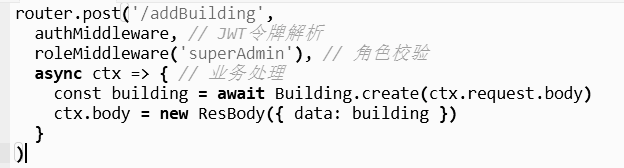 router.post('/addBuilding',
  authMiddleware, // JWT令牌解析
  roleMiddleware('superAdmin'), // 角色校验
  async ctx => { // 业务处理
    const building = await Building.create(ctx.request.body)
    ctx.body = new ResBody({ data: building })
  }
)